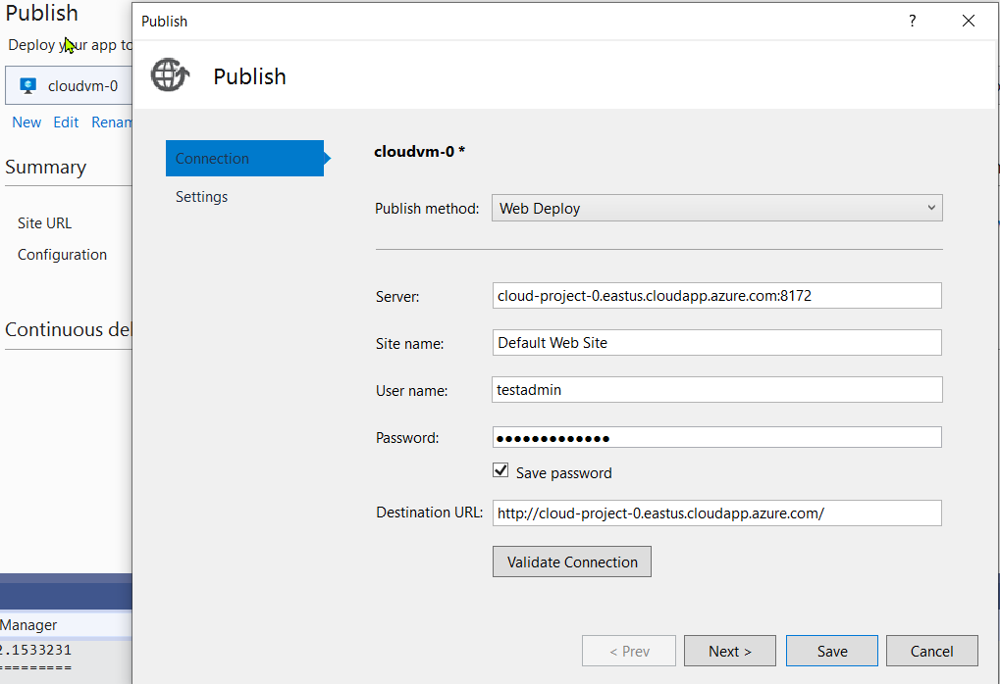 Publish
Deploy your app to
cloudvm-0
New Edit Renam
Summary
Site URL
Configuration
Continuous del
Manager
2.1533231
=========
Publish
?
Publish
Connection
Settings
cloudvm-0 *
Publish method: Web Deploy
Server: cloud-project-0.eastus.cloudapp.azure.com:8172
Site name: Default Web Site
User name: testadmin
Password: ●●●●●●●●●●●●●
Save password
Destination URL: http://cloud-project-0.eastus.cloudapp.azure.com/
Validate Connection
< Prev Next > Save Cancel